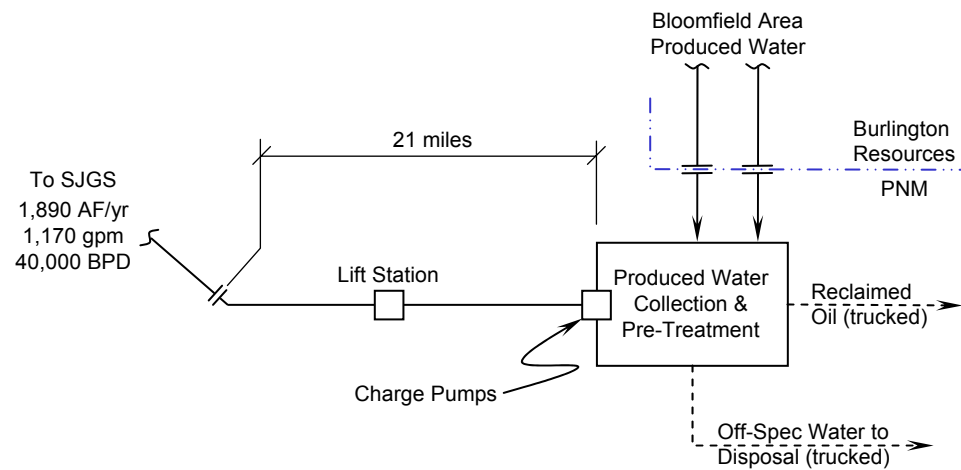 Bloomfield Area
Produced Water
21 miles
Burlington
Resources
PNM
To SJGS
1,890 AF/yr
1,170 gpm
40,000 BPD
Lift Station
Produced Water
Collection &
Pre-Treatment
Reclaimed
Oil (trucked)
Charge Pumps
Off-Spec Water to
Disposal (trucked)